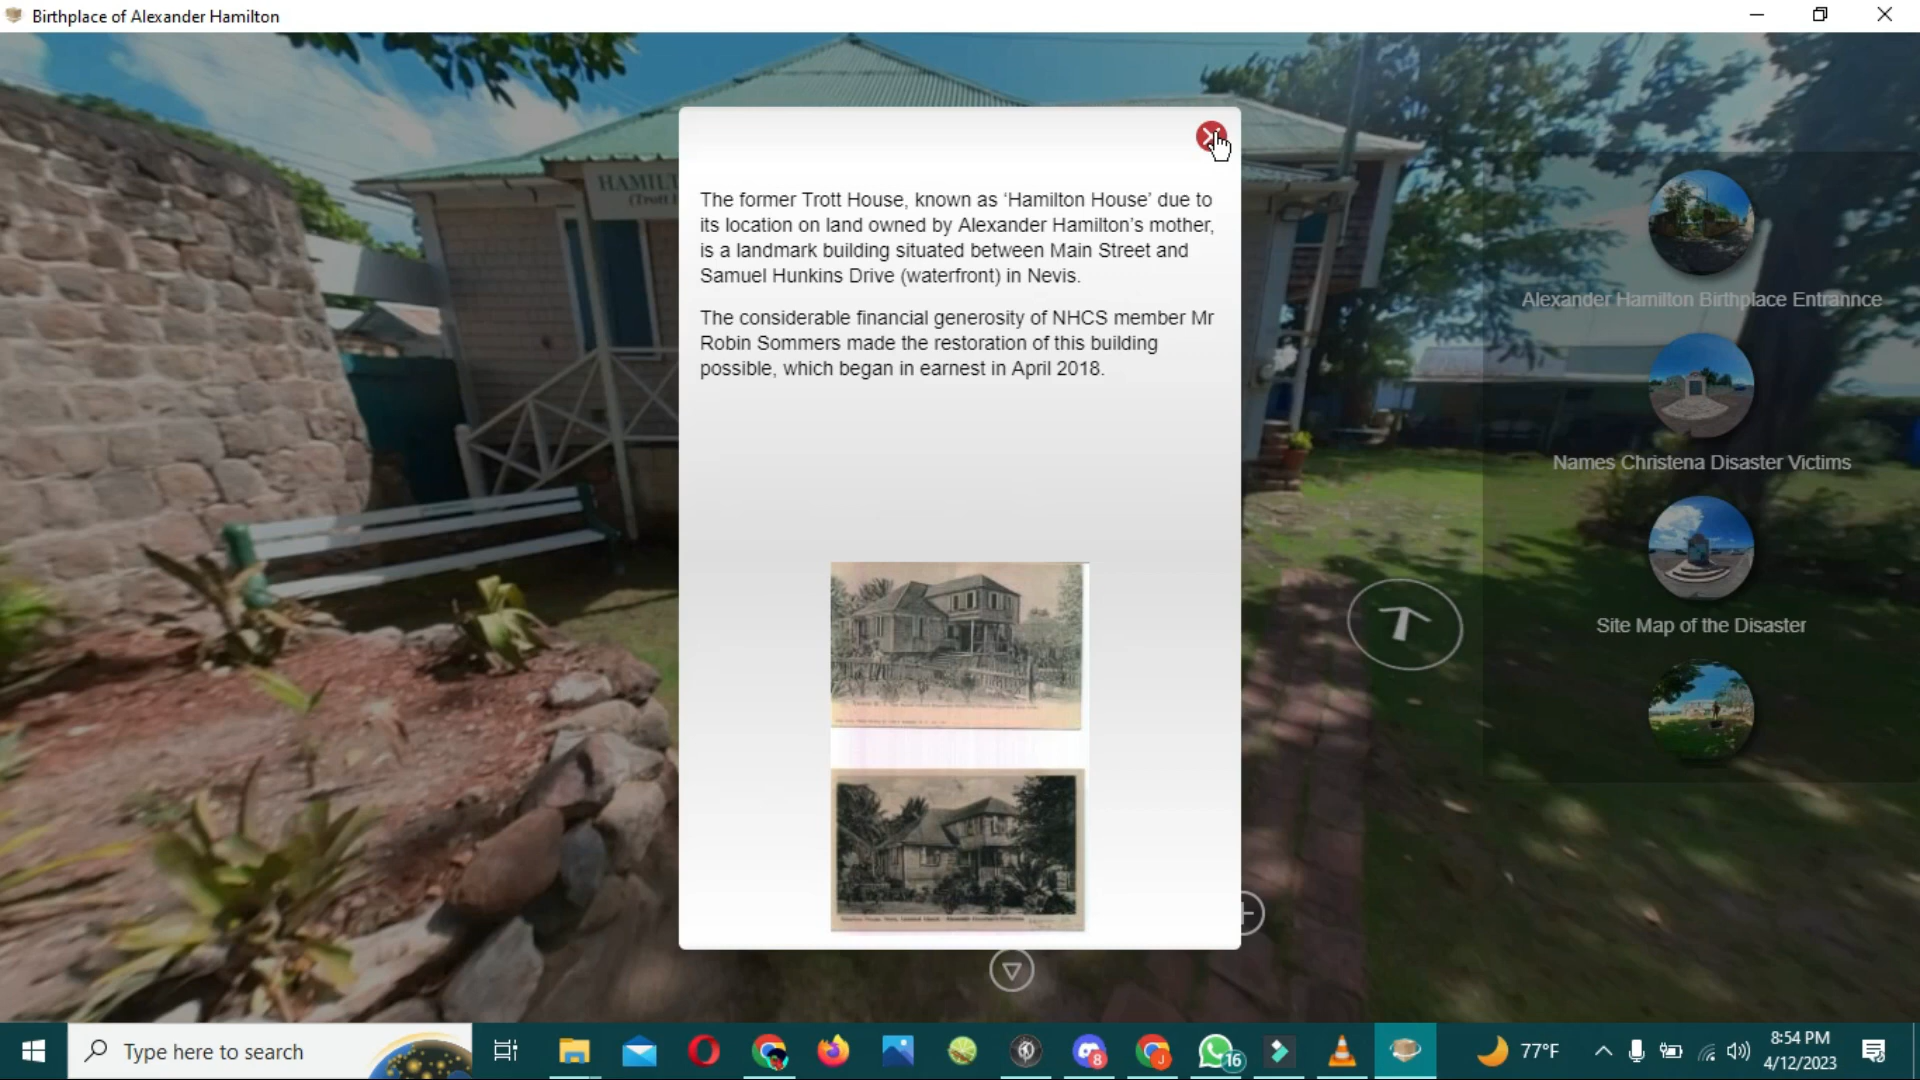 Birthplace of Alexander Hamilton
HAMIL
(Trott
The former Trott House, known as ‘Hamilton House’ due to
its location on land owned by Alexander Hamilton’s mother,
is a landmark building situated between Main Street and
Samuel Hunkins Drive (waterfront) in Nevis.
The considerable financial generosity of NHCS member Mr
Robin Sommers made the restoration of this building
possible, which began in earnest in April 2018.
Alexander Hamilton Birthplace Entrannce
Names Christena Disaster Victims
Site Map of the Disaster
Type here to search
8
J
16
77°F
8:54 PM
4/12/2023